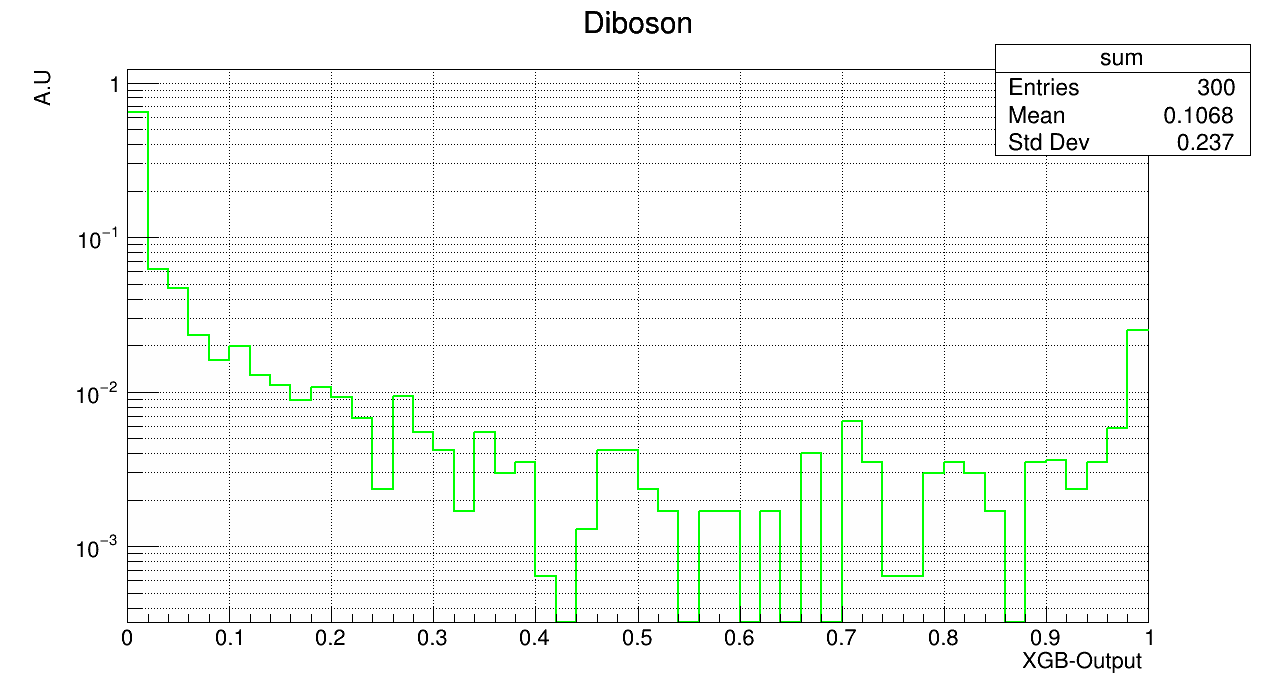 Diboson
A.U
sum
Entries 300
Mean 0.1068
Std Dev 0.237
1
10⁻¹
10⁻²
10⁻³
0 0.1 0.2 0.3 0.4 0.5 0.6 0.7 0.8 0.9 1
XGB-Output